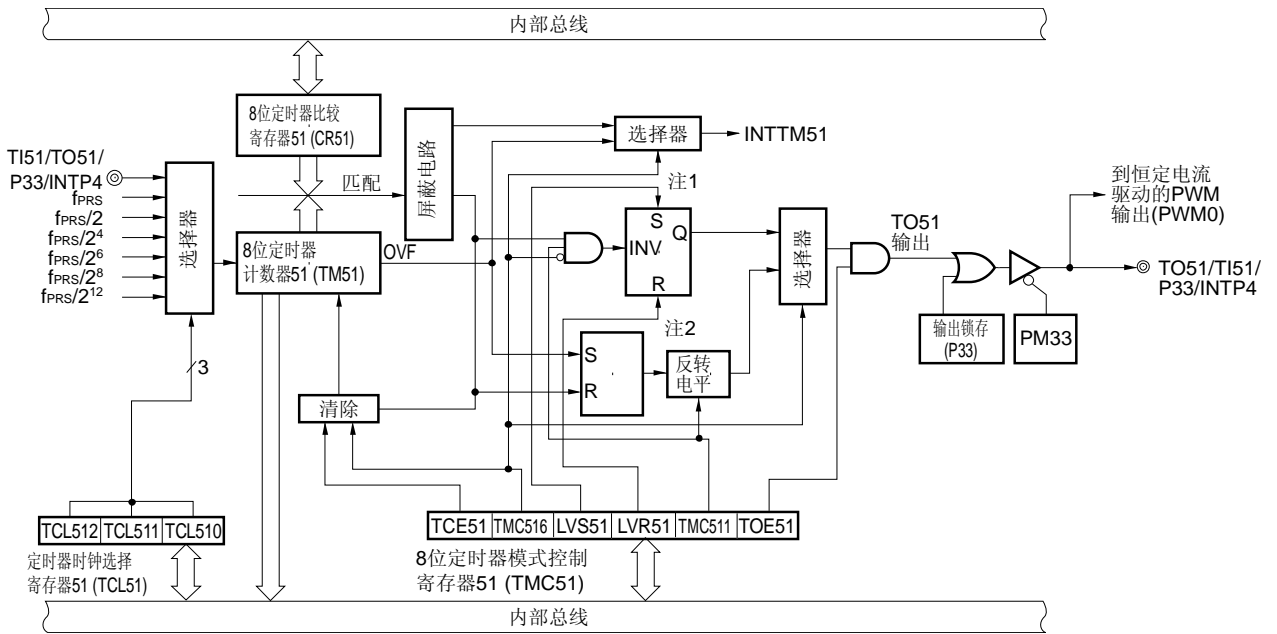 内部总线
8位定时器比较
寄存器51 (CR51)
屏蔽电路
选择器
INTTM51
TI51/TO51/
P33/INTP4
fPRS
fPRS/2
fPRS/2⁴
fPRS/2⁶
fPRS/2⁸
fPRS/2¹²
选择器
匹配
8位定时器
计数器51 (TM51)
OVF
注1
S
Q
INV
R
注2
选择器
TO51
输出
到恒定电流
驱动的PWM
输出(PWM0)
TO51/TI51/
P33/INTP4
输出锁存
(P33)
PM33
S
R
反转
电平
3
清除
TCL512 TCL511 TCL510
定时器时钟选择
寄存器51 (TCL51)
TCE51 TMC516 LVS51 LVR51 TMC511 TOE51
8位定时器模式控制
寄存器51 (TMC51)
内部总线